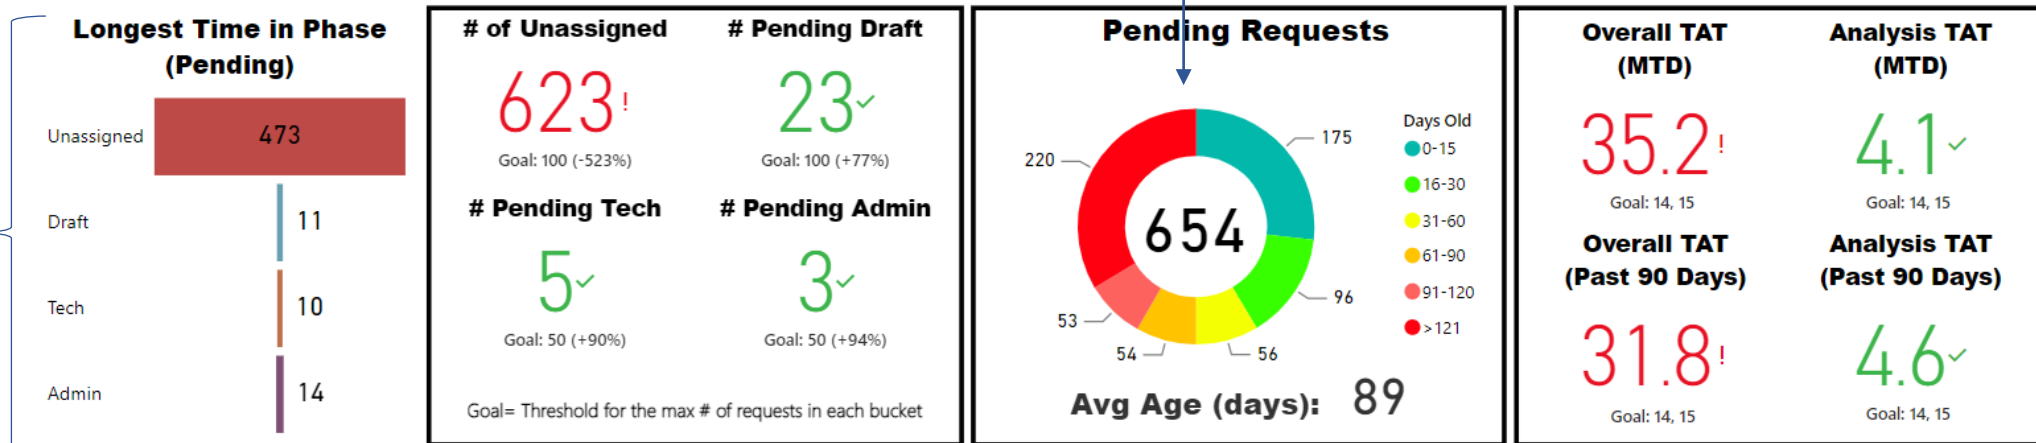 Longest Time in Phase
(Pending)
Unassigned
473
Draft
11
Tech
10
Admin
14
# of Unassigned
623!
Goal: 100 (-523%)
# Pending Draft
23✓
Goal: 100 (+77%)
# Pending Tech
5✓
Goal: 50 (+90%)
# Pending Admin
3✓
Goal: 50 (+94%)
Goal= Threshold for the max # of requests in each bucket
Pending Requests
175
96
56
54
53
220
654
Days Old
0-15
16-30
31-60
61-90
91-120
>121
Avg Age (days): 89
Overall TAT
(MTD)
35.2!
Goal: 14, 15
Analysis TAT
(MTD)
4.1✓
Goal: 14, 15
Overall TAT
(Past 90 Days)
31.8!
Goal: 14, 15
Analysis TAT
(Past 90 Days)
4.6✓
Goal: 14, 15